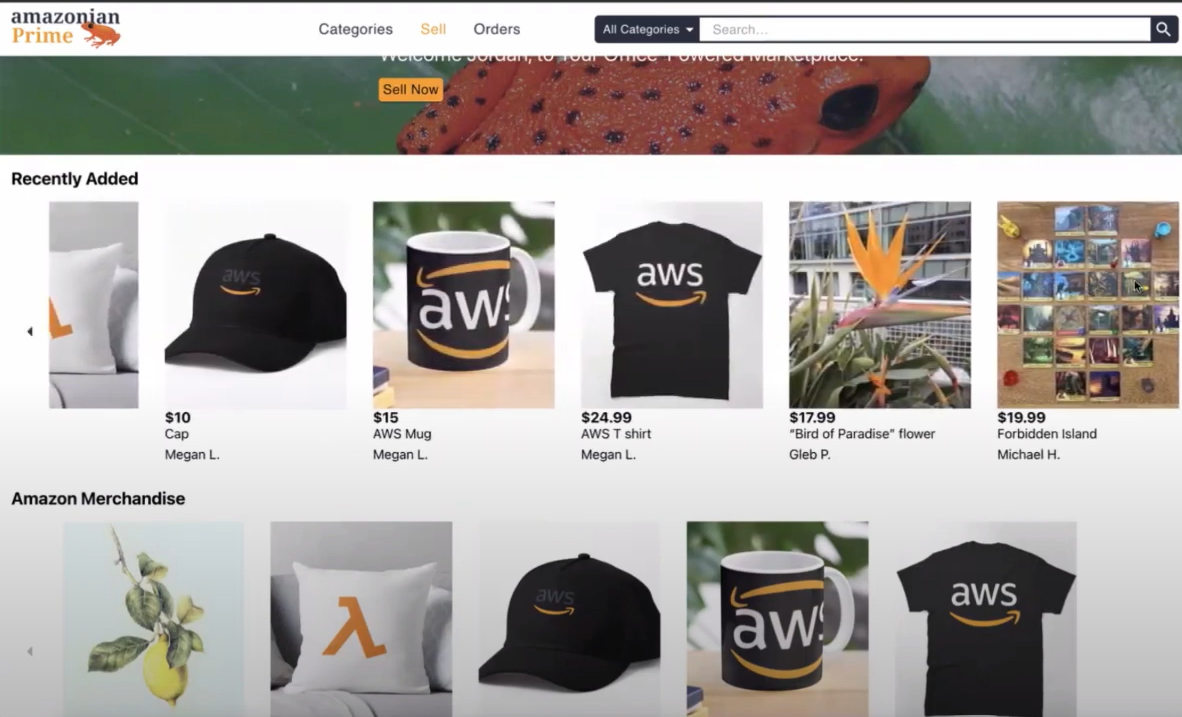 amazonian
Prime
Categories
Sell
Orders
All Categories
Search...
Welcome Jordan, to Your Office-Powered Marketplace.
Sell Now
Recently Added
aws
aws
aws
$10
Cap
Megan L.
$15
AWS Mug
Megan L.
$24.99
AWS T shirt
Megan L.
$17.99
“Bird of Paradise” flower
Gleb P.
$19.99
Forbidden Island
Michael H.
Amazon Merchandise
λ
aws
aws
aws